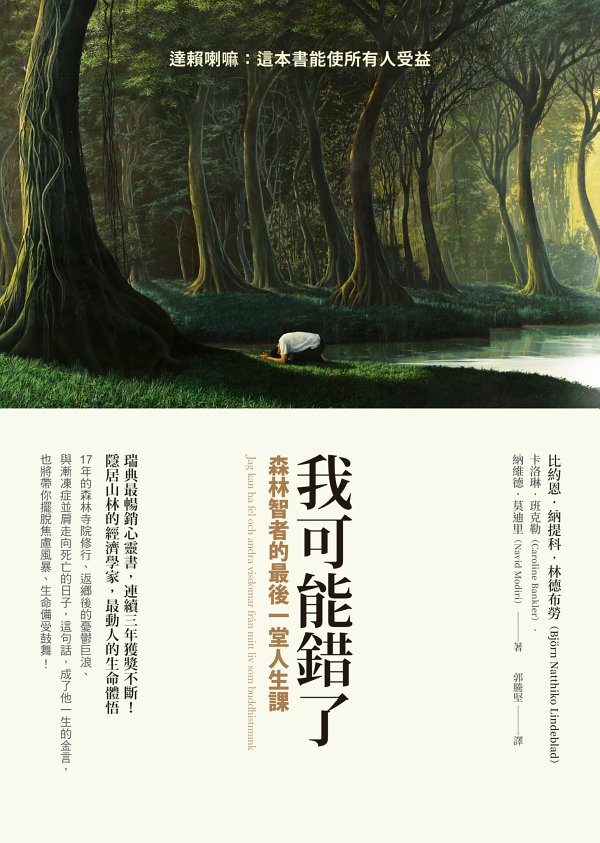 達賴喇嘛：這本書能使所有人受益
比約恩．納提科．林德布勞（Björn Natthiko Lindeblad）
卡洛琳．班克勒（Caroline Bankler）、
納維德．莫迪里（Navid Modiri）——著
郭騰堅——譯
我可能錯了
森林智者的最後一堂人生課
Jag kan ha fel och andra visdomar från mitt liv som buddhistmunk
瑞典最暢銷心靈書，連續三年獲獎不斷！
隱居山林的經濟學家，最動人的生命體悟
17年的森林寺院修行、返鄉後的憂鬱巨浪、
與漸凍症並肩走向死亡的日子，這句話，成了他一生的金言，
也將帶你擺脫焦慮風暴、生命備受鼓舞！